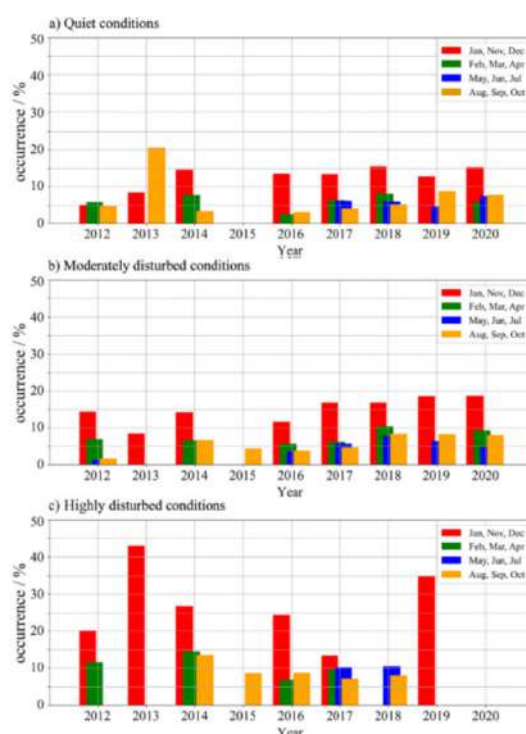 a) Quiet conditions
50
40
30
20
10
0
occurrence / %
Jan, Nov, Dec
Feb, Mar, Apr
May, Jun, Jul
Aug, Sep, Oct
2012 2013 2014 2015 2016 2017 2018 2019 2020
Year
b) Moderately disturbed conditions
50
40
30
20
10
0
occurrence / %
Jan, Nov, Dec
Feb, Mar, Apr
May, Jun, Jul
Aug, Sep, Oct
2012 2013 2014 2015 2016 2017 2018 2019 2020
Year
c) Highly disturbed conditions
50
40
30
20
10
0
occurrence / %
Jan, Nov, Dec
Feb, Mar, Apr
May, Jun, Jul
Aug, Sep, Oct
2012 2013 2014 2015 2016 2017 2018 2019 2020
Year